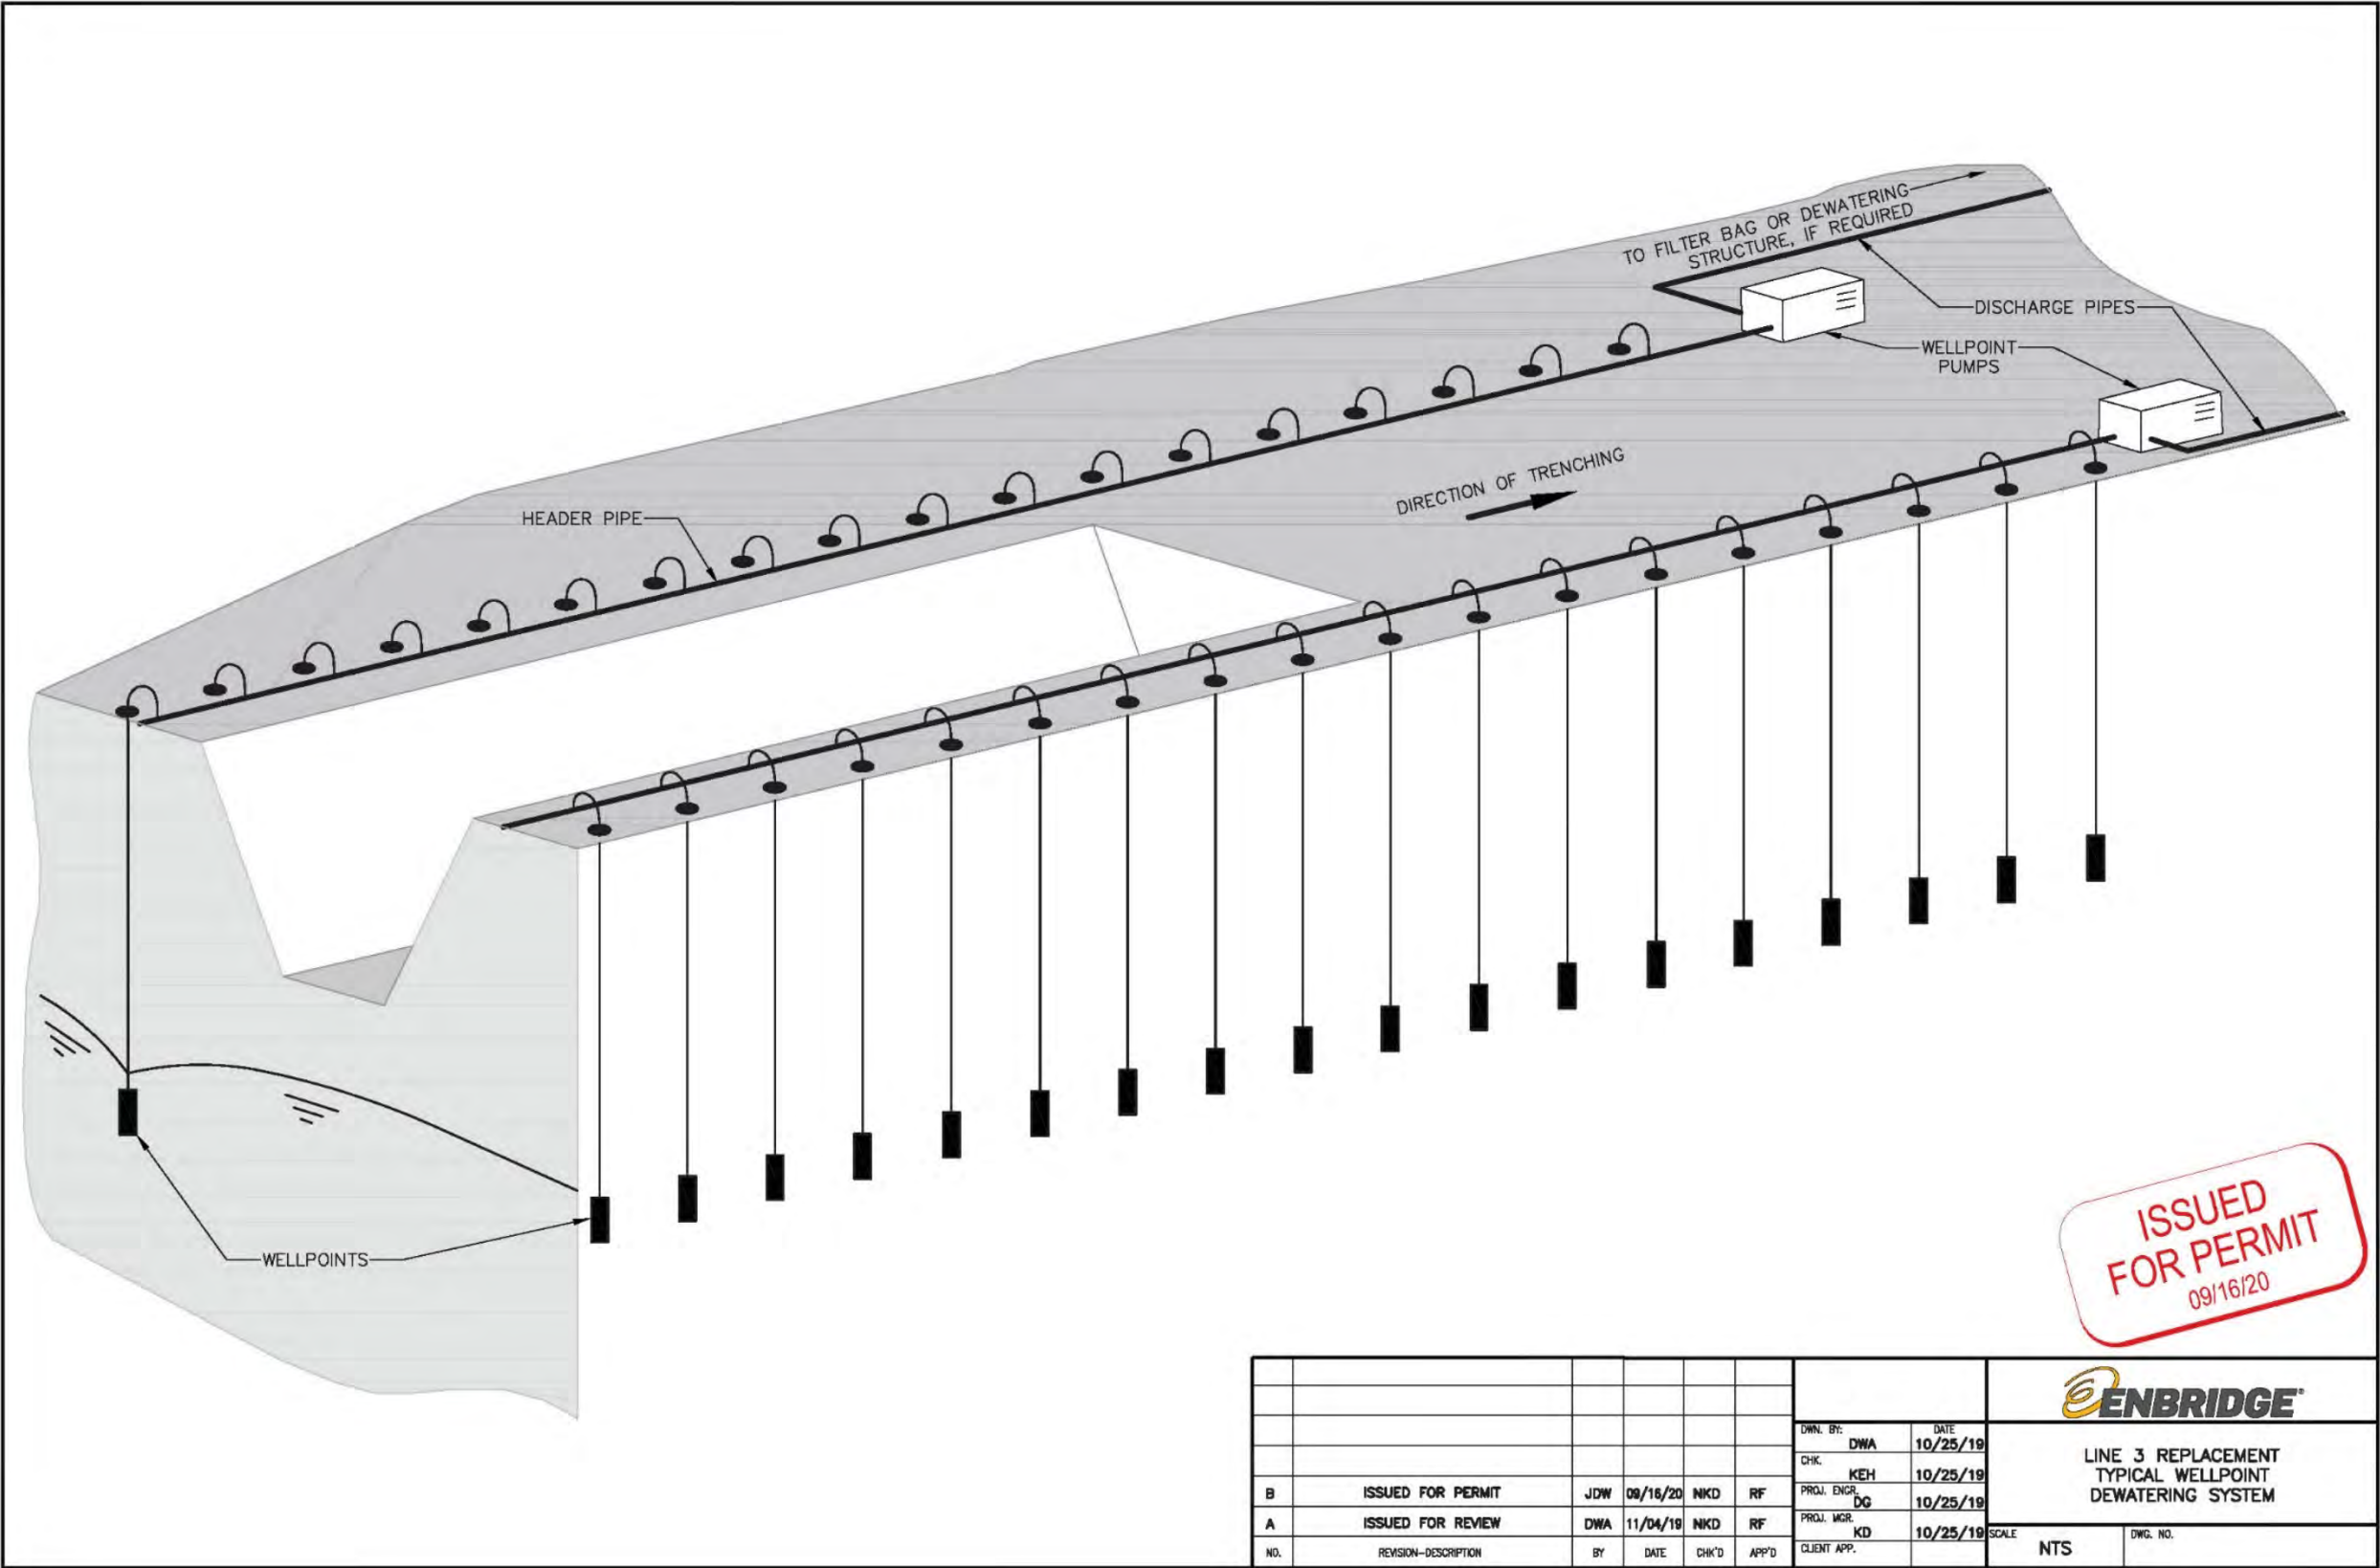 TO FILTER BAG OR DEWATERING
STRUCTURE, IF REQUIRED
DISCHARGE PIPES
WELLPOINT
PUMPS
DIRECTION OF TRENCHING
HEADER PIPE
WELLPOINTS
ISSUED
FOR PERMIT
09/16/20
B ISSUED FOR PERMIT JDW 09/16/20 NKD RF
A ISSUED FOR REVIEW DWA 11/04/19 NKD RF
NO. REVISION-DESCRIPTION BY DATE CHK'D APP'D
DWN. BY: DWA DATE 10/25/19
CHK. KEH 10/25/19
PROJ. ENGR. DG 10/25/19
PROJ. MGR. KD 10/25/19
CLIENT APP.
ENBRIDGE®
LINE 3 REPLACEMENT
TYPICAL WELLPOINT
DEWATERING SYSTEM
SCALE NTS DWG. NO.